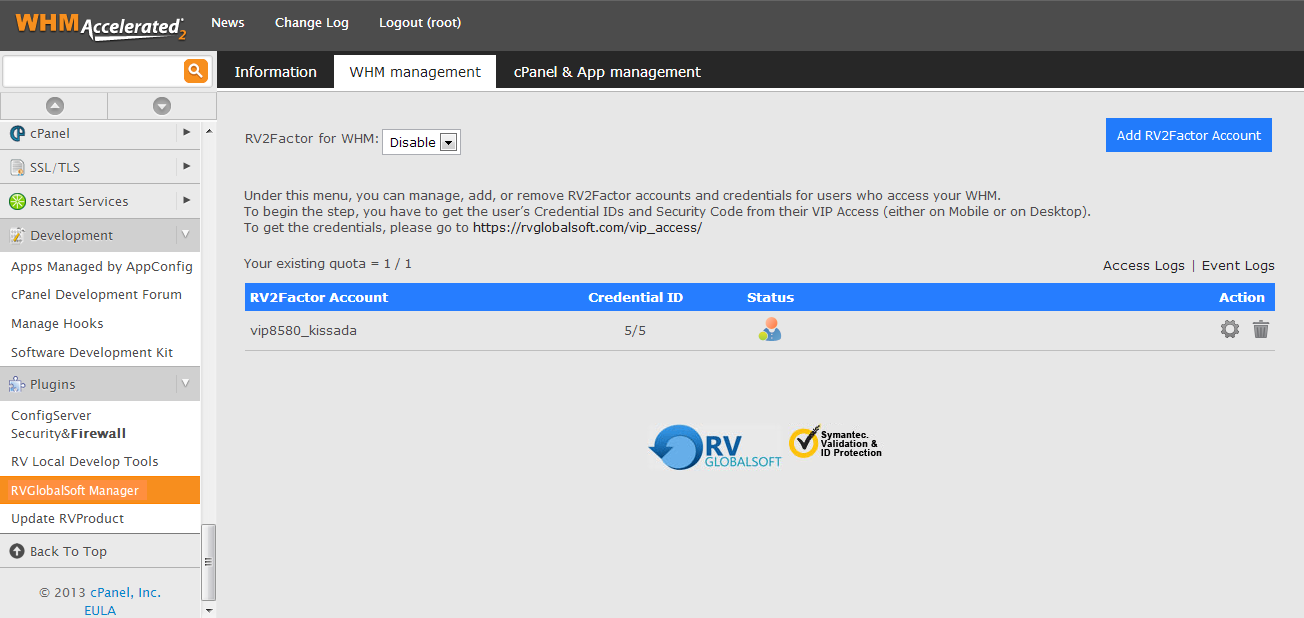 WHM Accelerated 2
News
Change Log
Logout (root)
Information
WHM management
cPanel & App management
cPanel
SSL/TLS
Restart Services
Development
Apps Managed by AppConfig
cPanel Development Forum
Manage Hooks
Software Development Kit
Plugins
ConfigServer
Security&Firewall
RV Local Develop Tools
RVGlobalSoft Manager
Update RVProduct
Back To Top
© 2013 cPanel, Inc.
EULA
RV2Factor for WHM: Disable
Add RV2Factor Account
Under this menu, you can manage, add, or remove RV2Factor accounts and credentials for users who access your WHM.
To begin the step, you have to get the user's Credential IDs and Security Code from their VIP Access (either on Mobile or on Desktop).
To get the credentials, please go to https://rvglobalsoft.com/vip_access/
Your existing quota = 1 / 1
Access Logs | Event Logs
RV2Factor Account Credential ID Status Action
vip8580_kissada 5/5
RV
GLOBALSOFT
Symantec.
Validation &
ID Protection